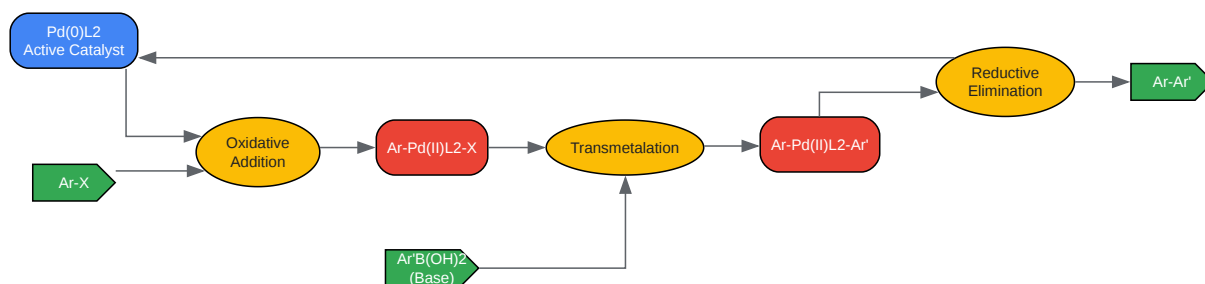 Pd(0)L2
Active Catalyst
Ar-X
Oxidative
Addition
Ar-Pd(II)L2-X
Ar'B(OH)2
(Base)
Transmetalation
Ar-Pd(II)L2-Ar'
Reductive
Elimination
Ar-Ar'